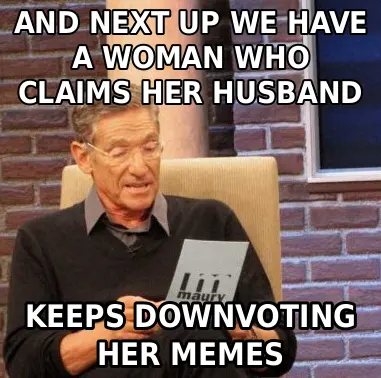 AND NEXT UP WE HAVE
A WOMAN WHO
CLAIMS HER HUSBAND
maury
KEEPS DOWNVOTING
HER MEMES